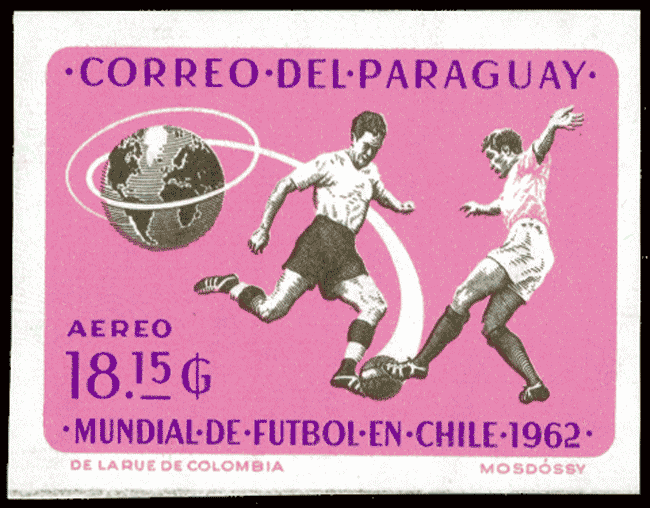 ·CORREO·DEL·PARAGUAY·
AEREO
18.15 ₲
·MUNDIAL·DE·FUTBOL·EN·CHILE·1962·
DE LA RUE DE COLOMBIA MOSDÓSSY